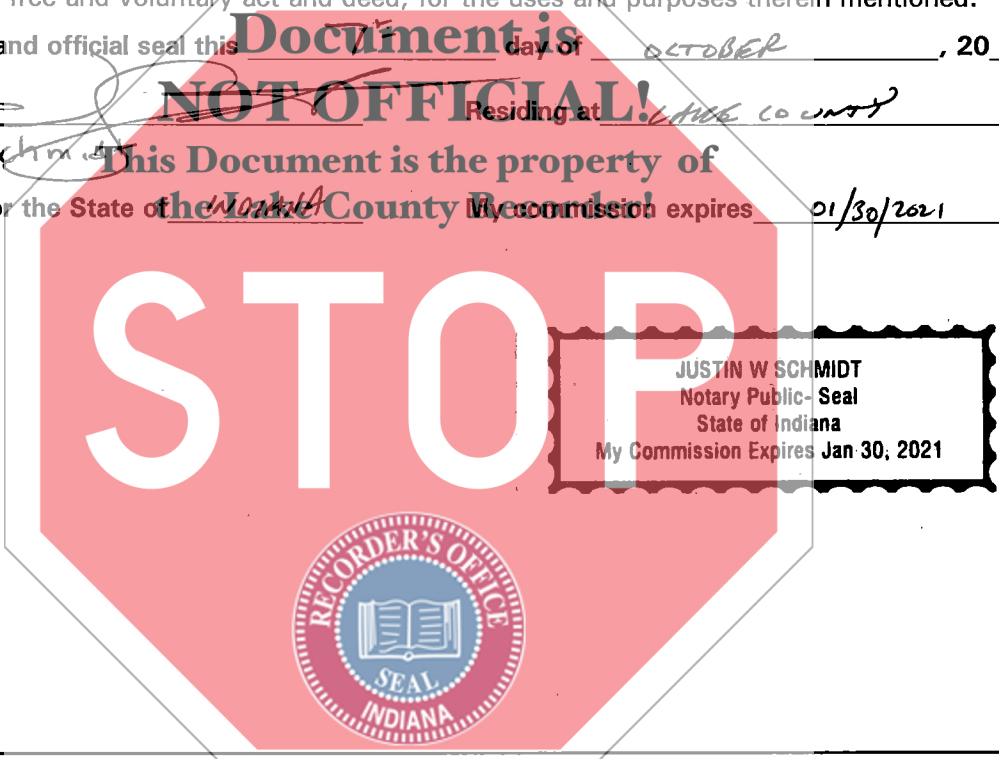 free and voluntary act and deed, for the uses and purposes therein mentioned.
Document is
and official seal this day of OCTOBER , 20
NOT OFFICIAL!
Residing at LAKE COUNTY
chmidt
This Document is the property of
the Lake County Recorder!
r the State of INDIANA My commission expires 01/30/2021
STOP
JUSTIN W SCHMIDT
Notary Public- Seal
State of Indiana
My Commission Expires Jan 30, 2021
RECORDER'S OFFICE
SEAL
INDIANA